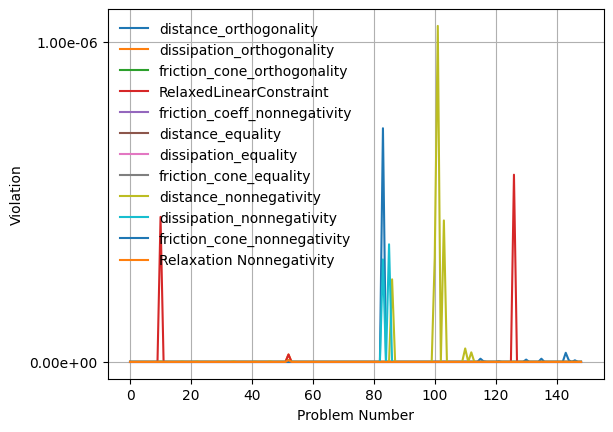 1.00e-06
0.00e+00
Violation
distance_orthogonality
dissipation_orthogonality
friction_cone_orthogonality
RelaxedLinearConstraint
friction_coeff_nonnegativity
distance_equality
dissipation_equality
friction_cone_equality
distance_nonnegativity
dissipation_nonnegativity
friction_cone_nonnegativity
Relaxation Nonnegativity
0 20 40 60 80 100 120 140
Problem Number